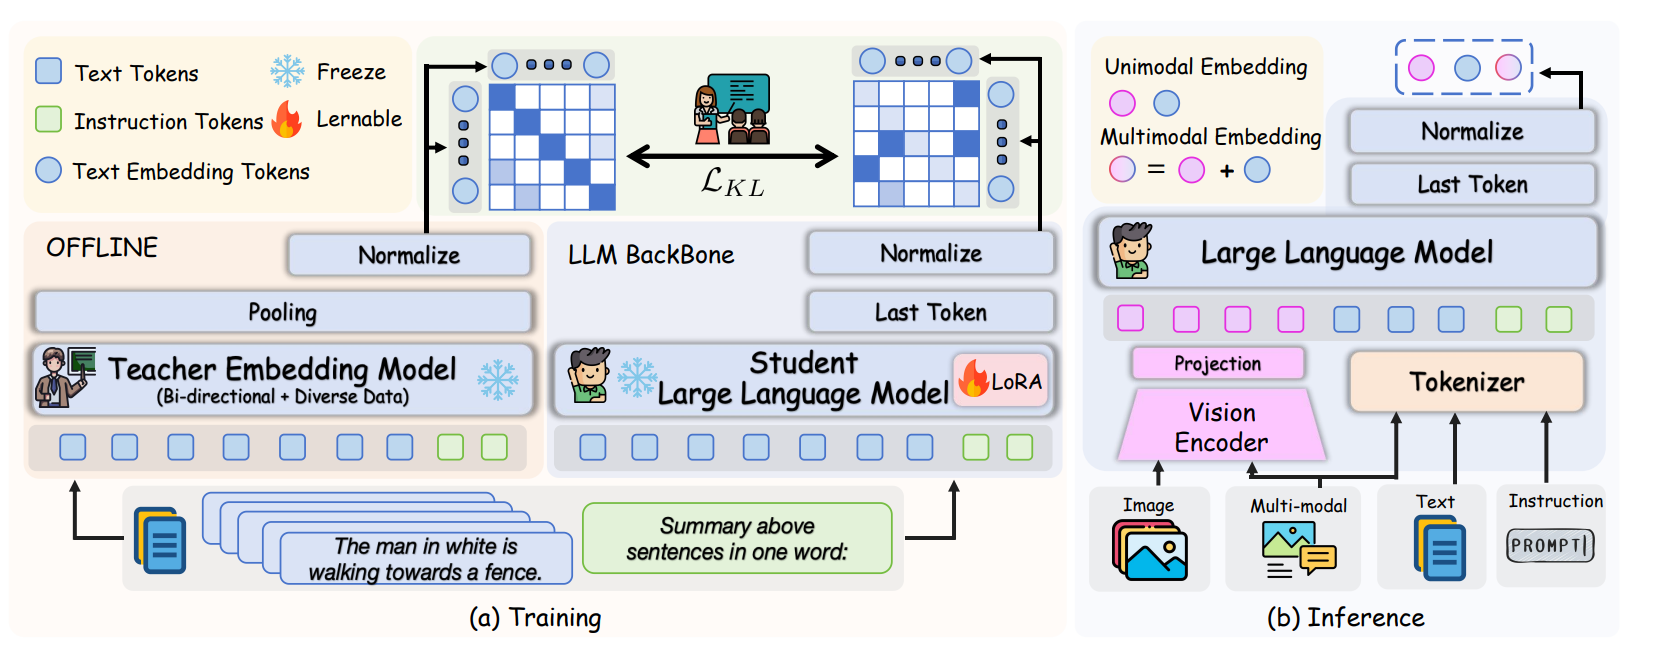 Text Tokens
Freeze
Instruction Tokens
Lernable
Text Embedding Tokens
ℒKL
OFFLINE
Normalize
Pooling
Teacher Embedding Model
(Bi-directional + Diverse Data)
LLM BackBone
Normalize
Last Token
Student
Large Language Model
LoRA
The man in white is
walking towards a fence.
Summary above
sentences in one word:
(a) Training
Unimodal Embedding
Multimodal Embedding
= +
Normalize
Last Token
Large Language Model
Projection
Vision
Encoder
Tokenizer
Image
Multi-modal
Text
Instruction
PROMPT
(b) Inference